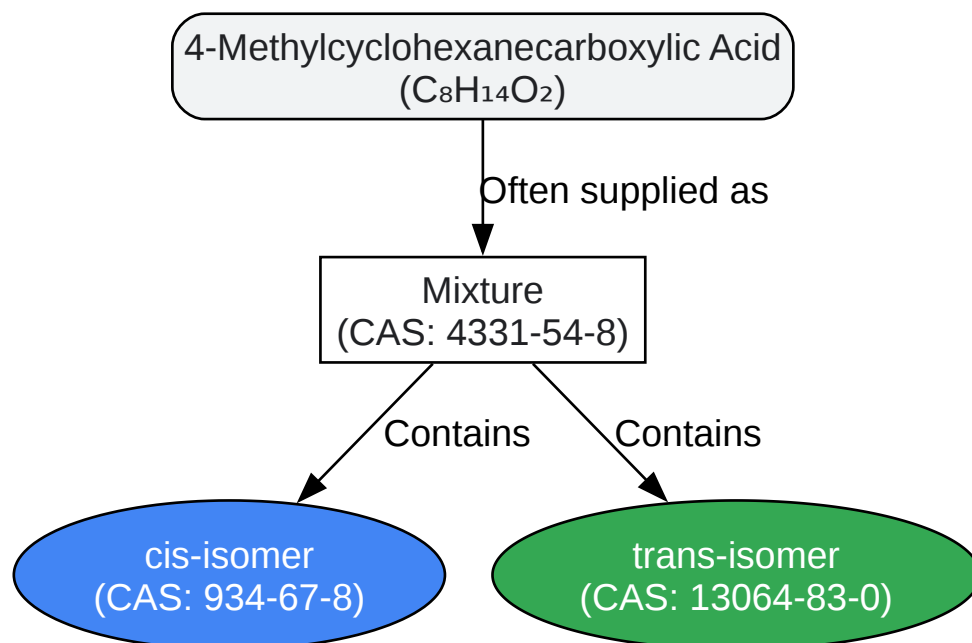 4-Methylcyclohexanecarboxylic Acid
(C₈H₁₄O₂)
Often supplied as
Mixture
(CAS: 4331-54-8)
Contains
Contains
cis-isomer
(CAS: 934-67-8)
trans-isomer
(CAS: 13064-83-0)